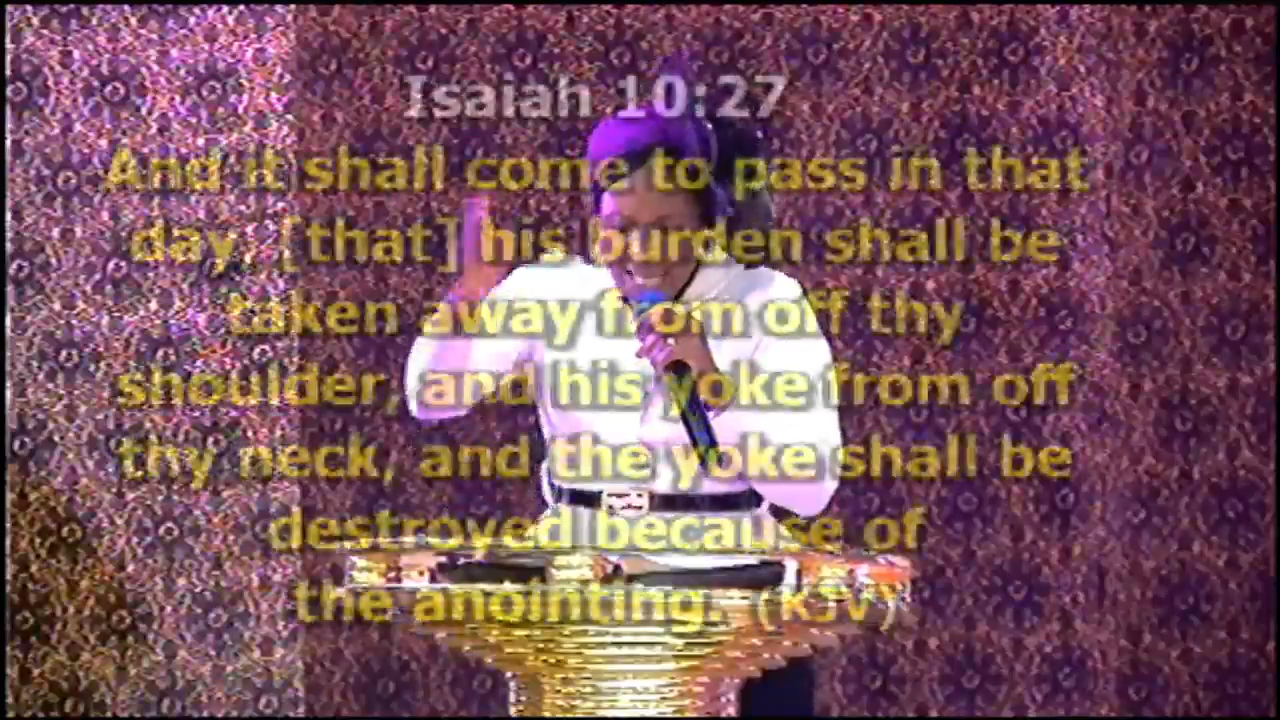 Isaiah 10:27
And it shall come to pass in that
day, [that] his burden shall be
taken away from off thy
shoulder, and his yoke from off
thy neck, and the yoke shall be
destroyed because of
the anointing. (KJV)